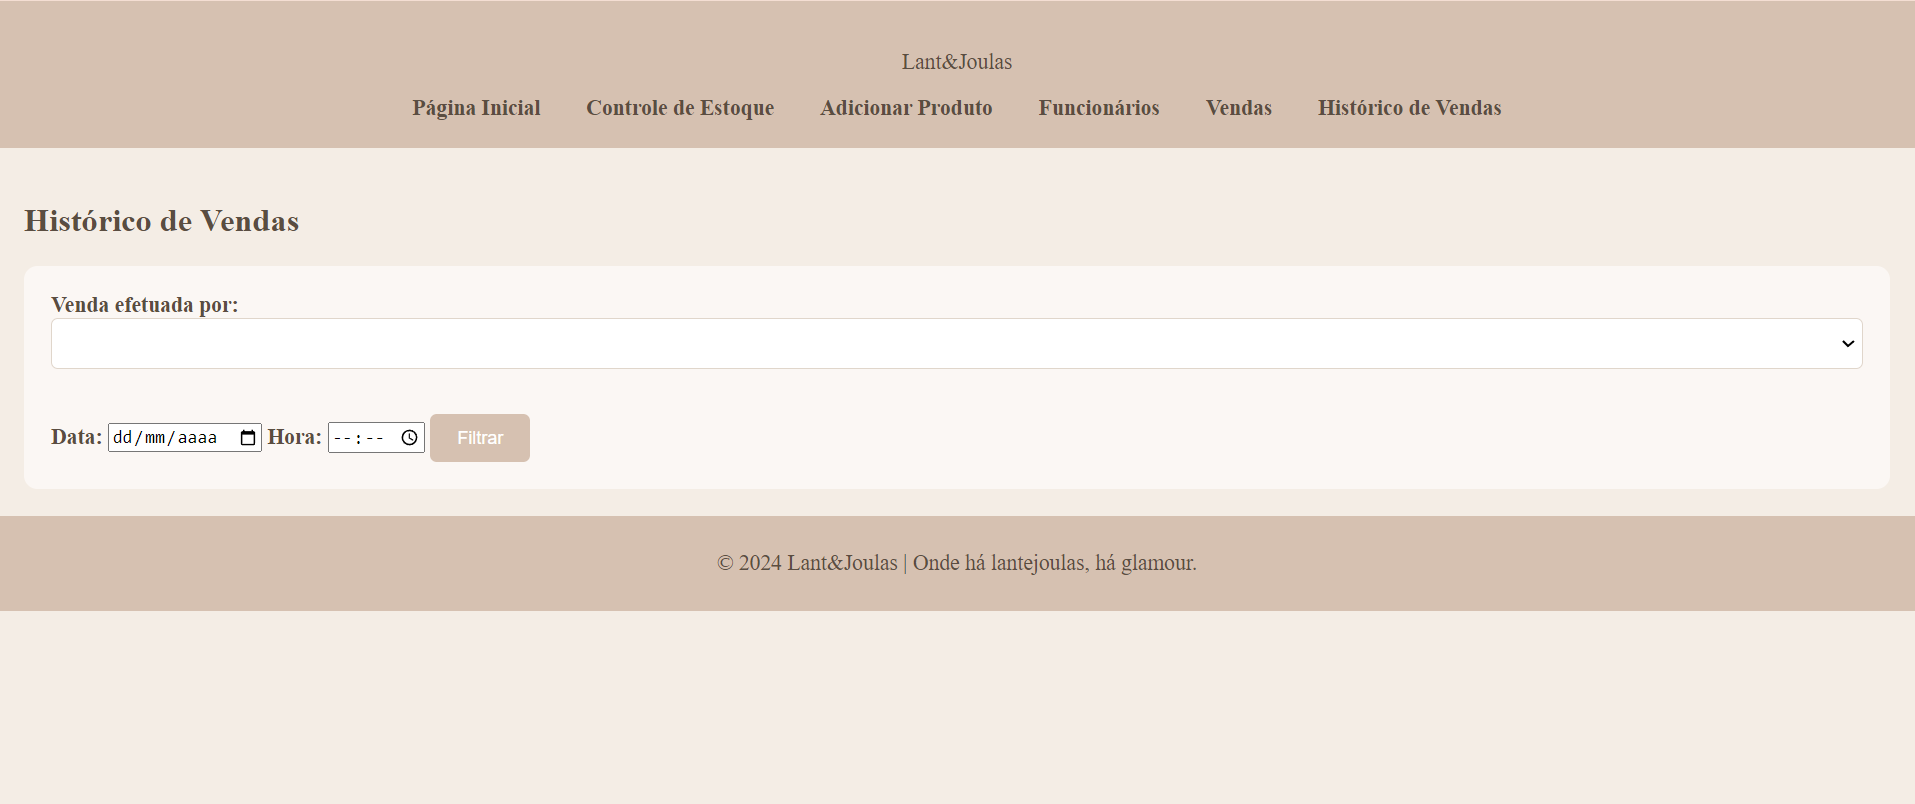 Lant&Joulas
Página Inicial Controle de Estoque Adicionar Produto Funcionários Vendas Histórico de Vendas
Histórico de Vendas
Venda efetuada por:
Data: dd/mm/aaaa Hora: --:-- Filtrar
© 2024 Lant&Joulas | Onde há lantejoulas, há glamour.